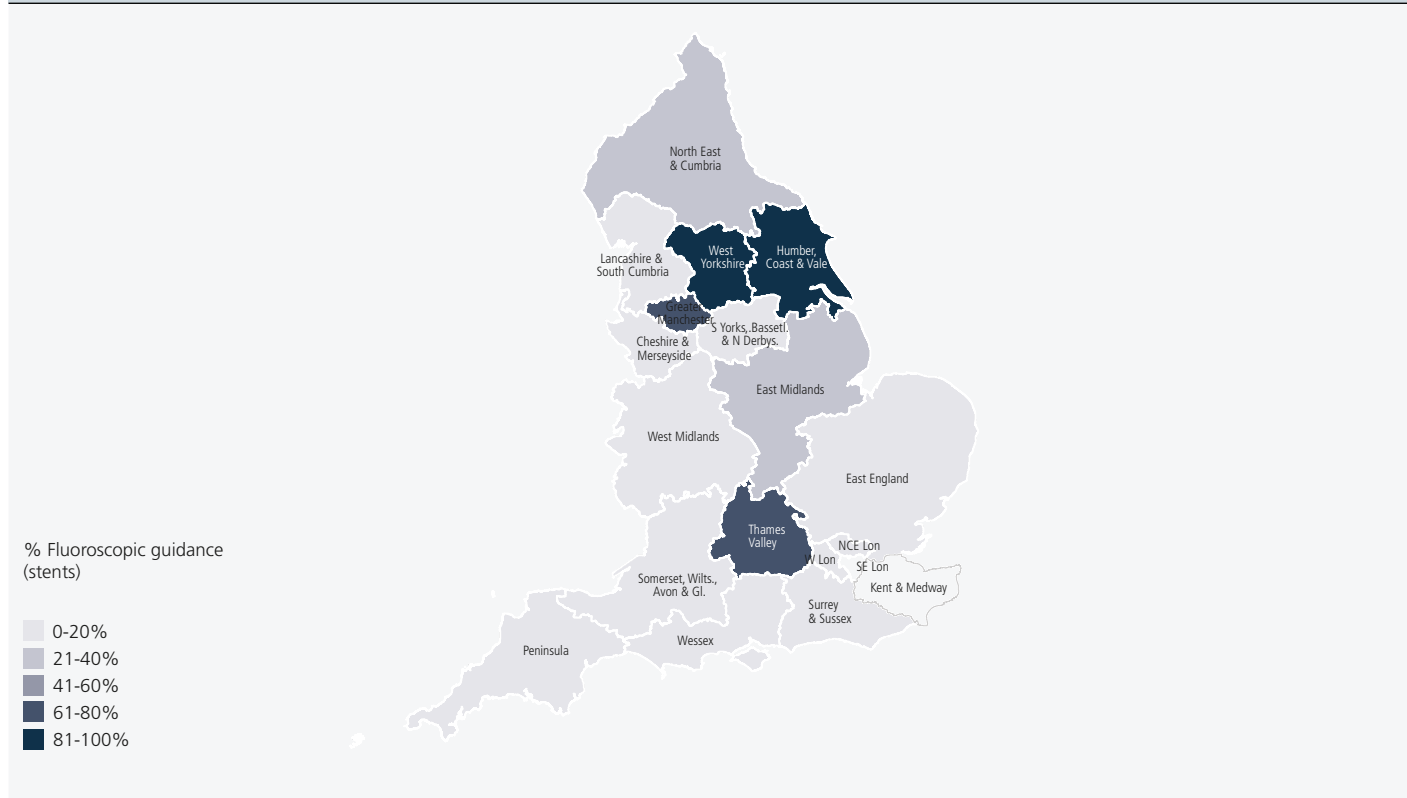 North East
& Cumbria
West
Yorkshire
Humber,
Coast & Vale
Lancashire &
South Cumbria
Greater
Manchester
S Yorks,.Bassetl.
& N Derbys.
Cheshire &
Merseyside
East Midlands
West Midlands
East England
Thames
Valley
NCE Lon
W Lon
SE Lon
Kent & Medway
Somerset, Wilts.,
Avon & Gl.
Surrey
& Sussex
Wessex
Peninsula
% Fluoroscopic guidance
(stents)
0-20%
21-40%
41-60%
61-80%
81-100%